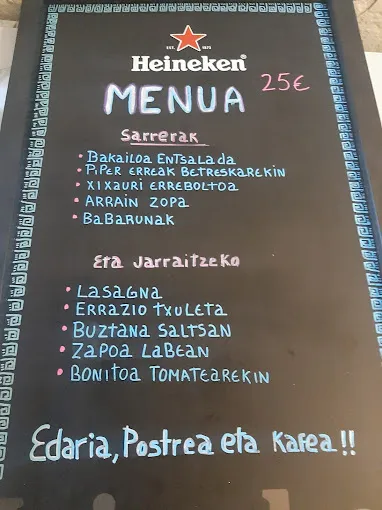 EST. 1873
Heineken®
MENUA 25€
Sarrerak
• BAKAILOA ENTSALADA
• PIPER ERREAK BETRESKAREKIN
• XIXAURI ERREBOLTOA
• ARRAIN ZOPA
• BABARUNAK
Eta Jarraitzeko
• LASAGNA
• ERRAZIO TXULETA
• BUZTANA SALTSAN
• ZAPOA LABEAN
• BONITOA TOMATEAREKIN
Edaria, Postrea eta Kafea!!